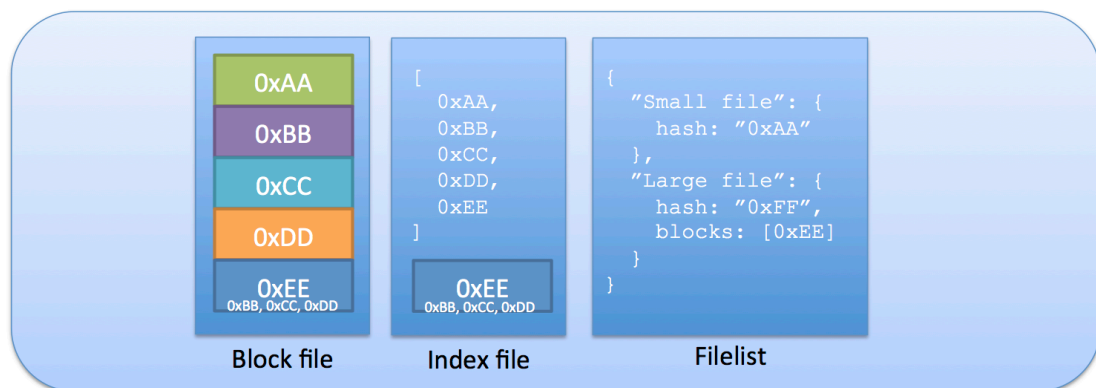 0xAA
0xBB
0xCC
0xDD
0xEE
0xBB, 0xCC, 0xDD
Block file
[
0xAA,
0xBB,
0xCC,
0xDD,
0xEE
]
0xEE
0xBB, 0xCC, 0xDD
Index file
{
”Small file”: {
hash: ”0xAA”
},
”Large file”: {
hash: ”0xFF”,
blocks: [0xEE]
}
}
Filelist